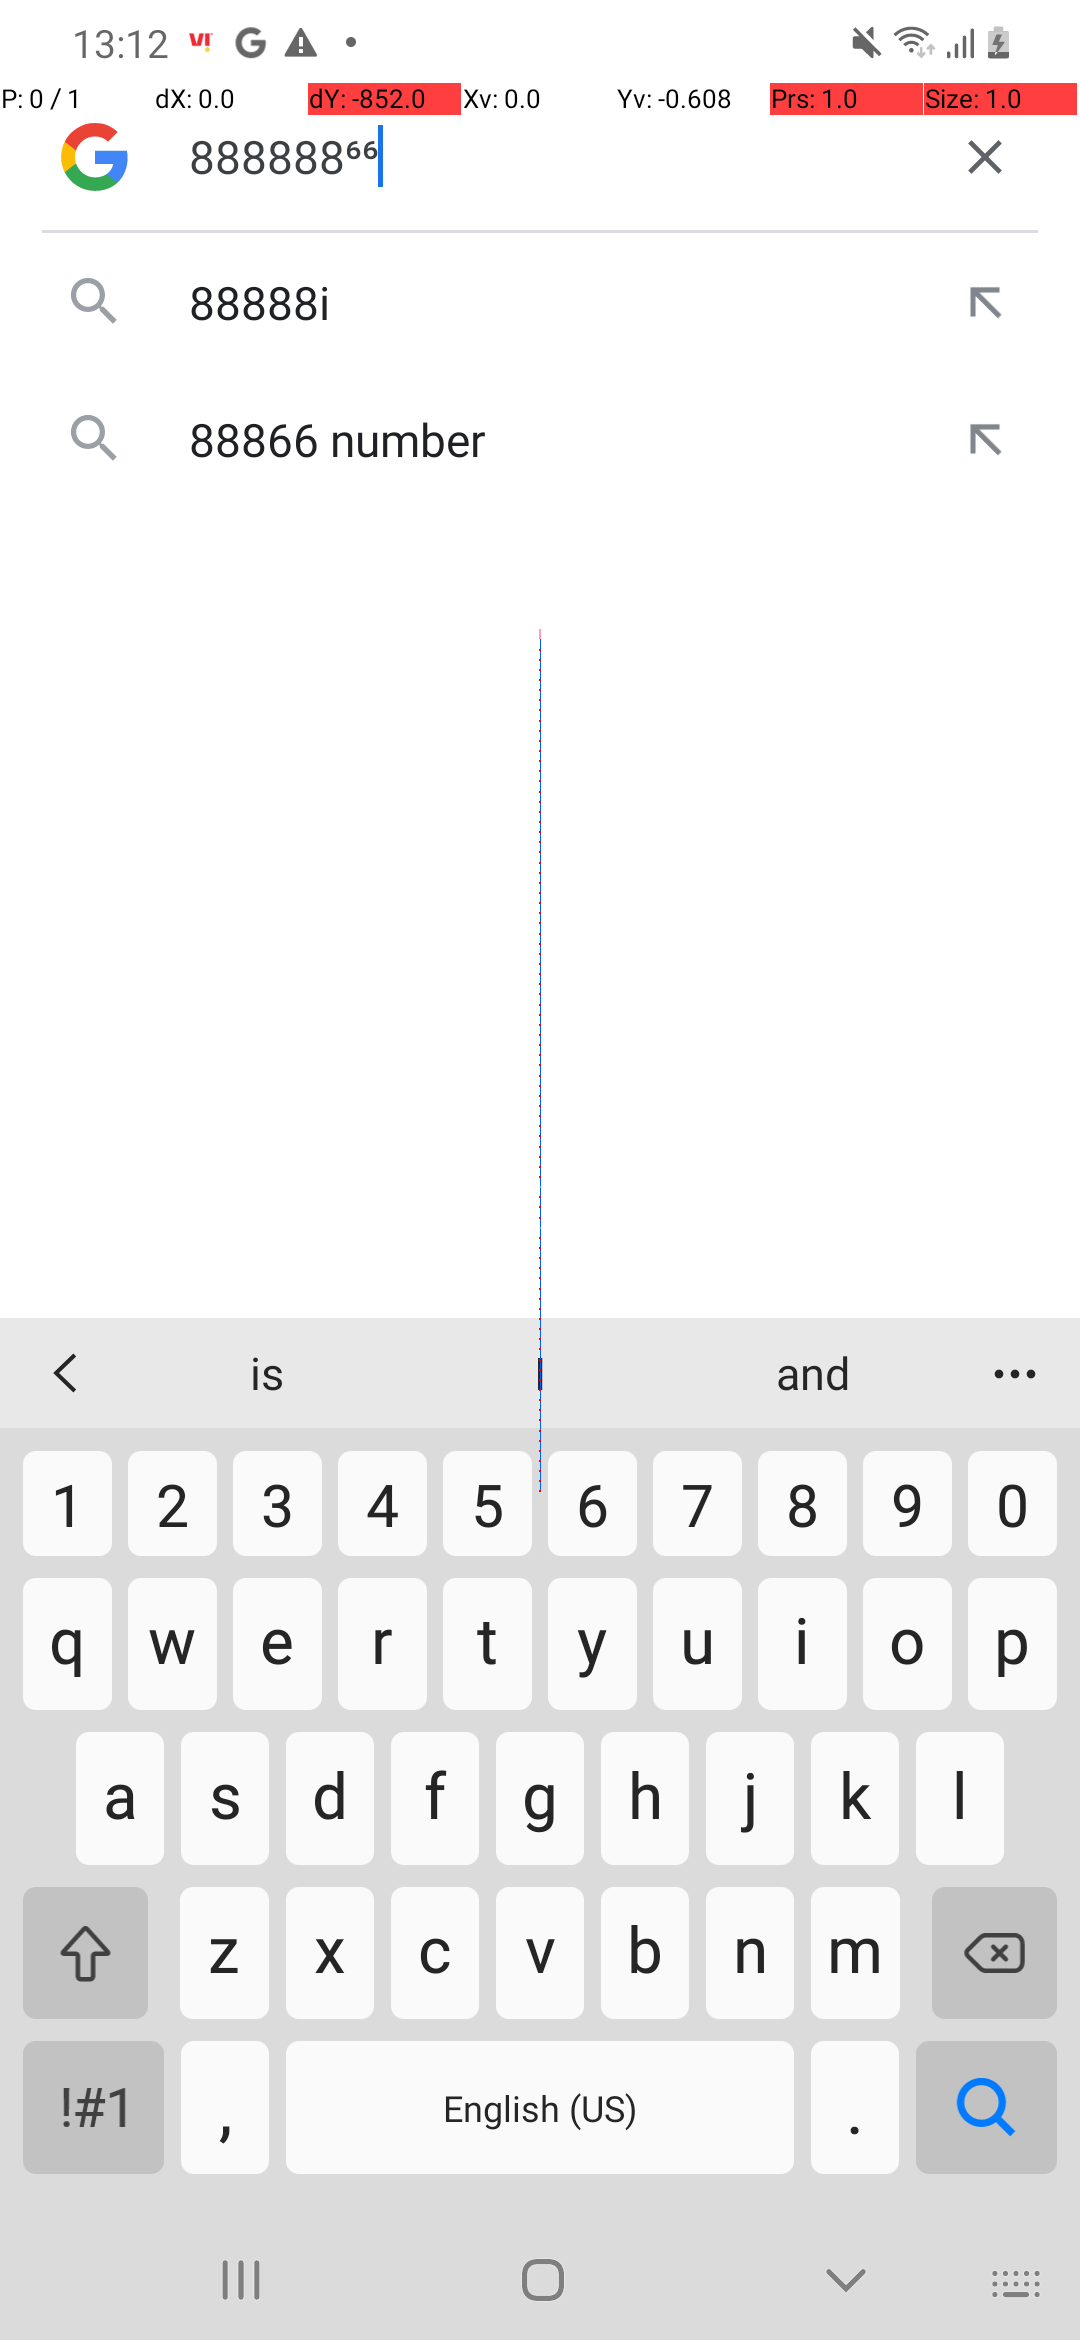 13:12
P: 0 / 1 dX: 0.0 dY: -852.0 Xv: 0.0 Yv: -0.608 Prs: 1.0 Size: 1.0
888888⁶⁶
88888i
88866 number
is I and
1 2 3 4 5 6 7 8 9 0
q w e r t y u i o p
a s d f g h j k l
z x c v b n m
!#1 , English (US) .